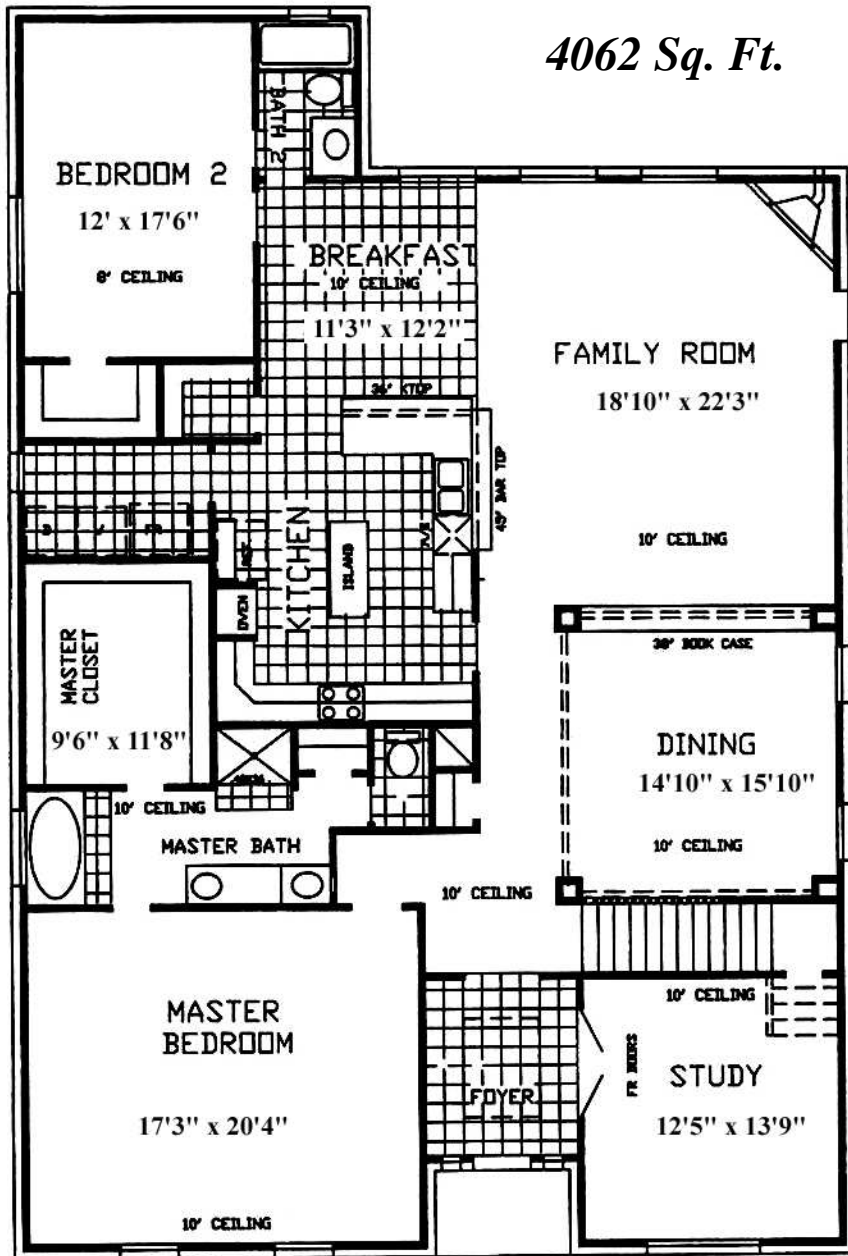 4062 Sq. Ft.
BATH 2
BEDROOM 2
12' x 17'6"
8' CEILING
BREAKFAST
10' CEILING
11'3" x 12'2"
FAMILY ROOM
18'10" x 22'3"
10' CEILING
36" KTOP
45" BAR TOP
KITCHEN
ISLAND
REF
OVEN
MASTER
CLOSET
9'6" x 11'8"
30" BOOK CASE
DINING
14'10" x 15'10"
10' CEILING
10' CEILING
MASTER BATH
10' CEILING
MASTER
BEDROOM
17'3" x 20'4"
10' CEILING
FOYER
FR DOORS
10' CEILING
STUDY
12'5" x 13'9"